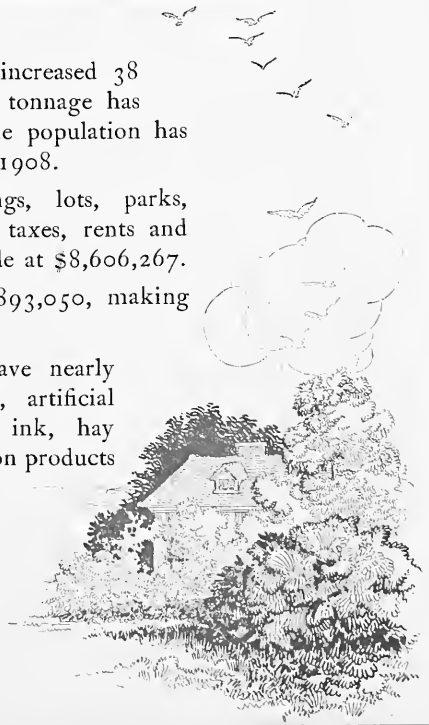 increased 38
tonnage has
e population has
1908.
gs, lots, parks,
taxes, rents and
le at $8,606,267.
893,050, making
ave nearly
, artificial
ink, hay
on products